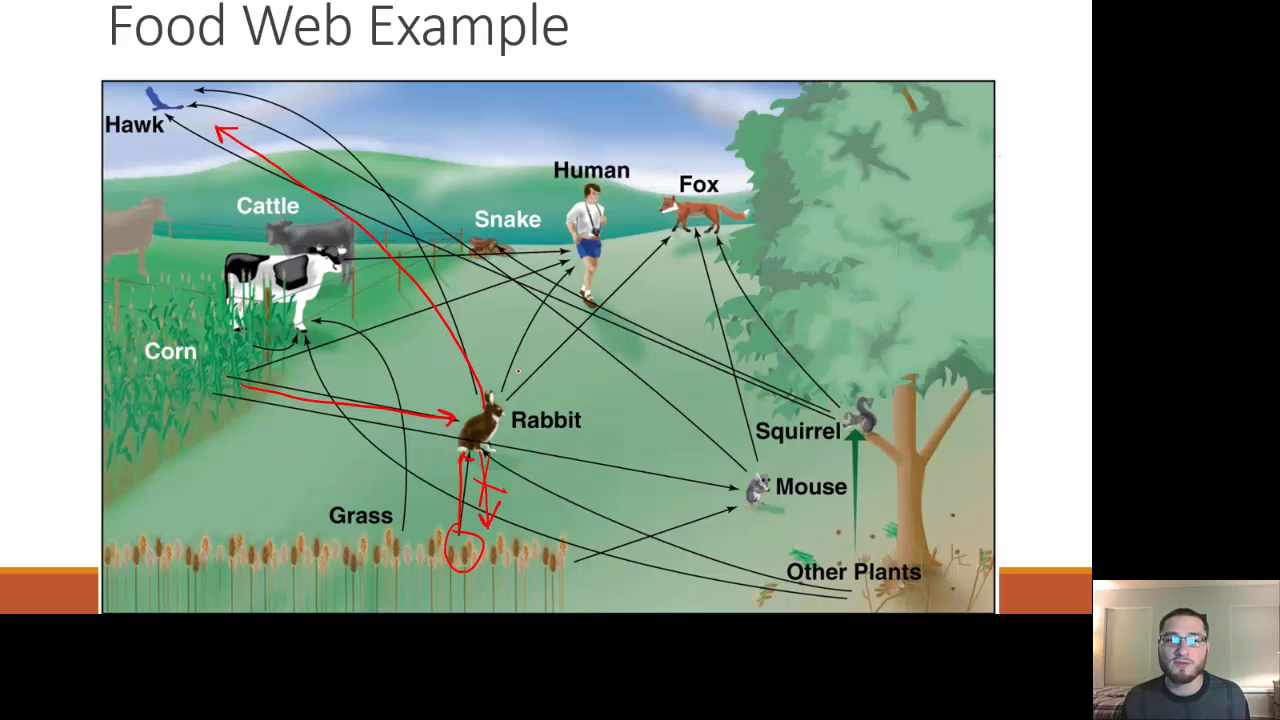 Food Web Example
Hawk
Human
Fox
Cattle
Snake
Corn
Rabbit
Squirrel
Mouse
Grass
Other Plants